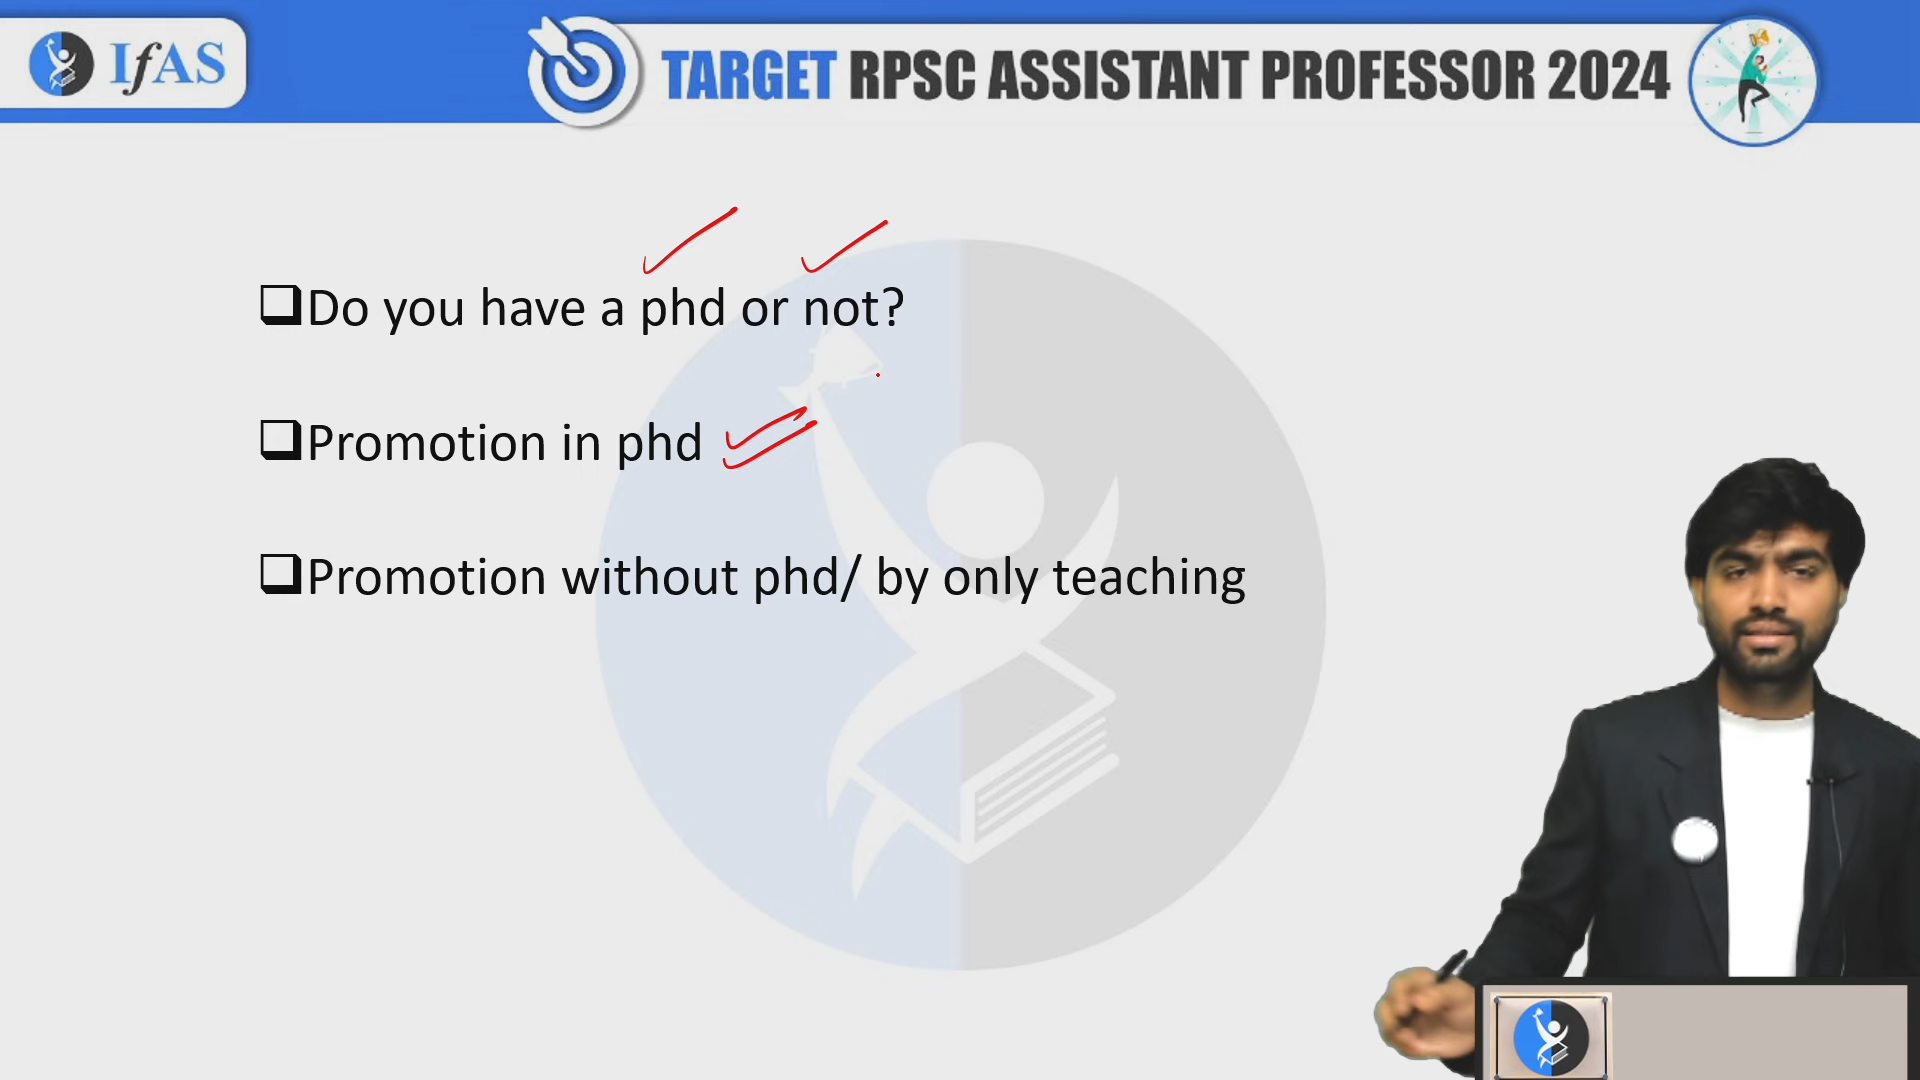 IfAS
TARGET RPSC ASSISTANT PROFESSOR 2024
Do you have a phd or not?
Promotion in phd
Promotion without phd/ by only teaching